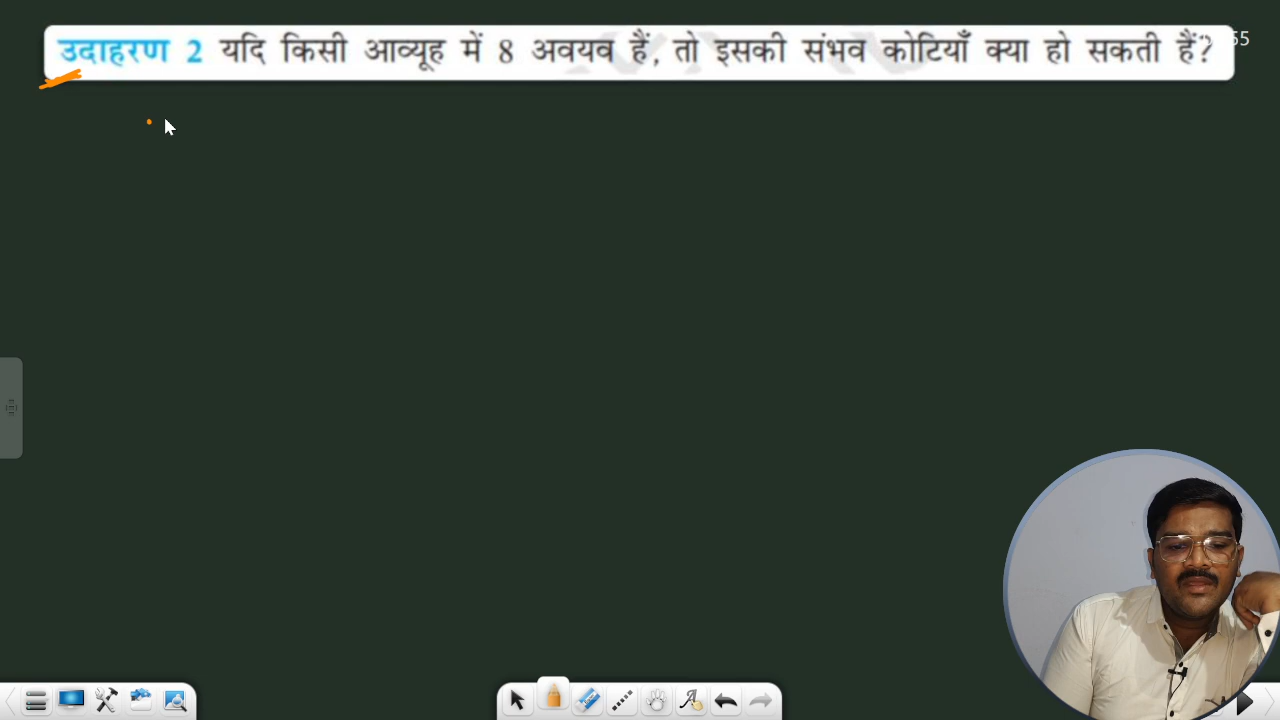 उदाहरण 2 यदि किसी आव्यूह में 8 अवयव हैं, तो इसकी संभव कोटियाँ क्या हो सकती हैं?